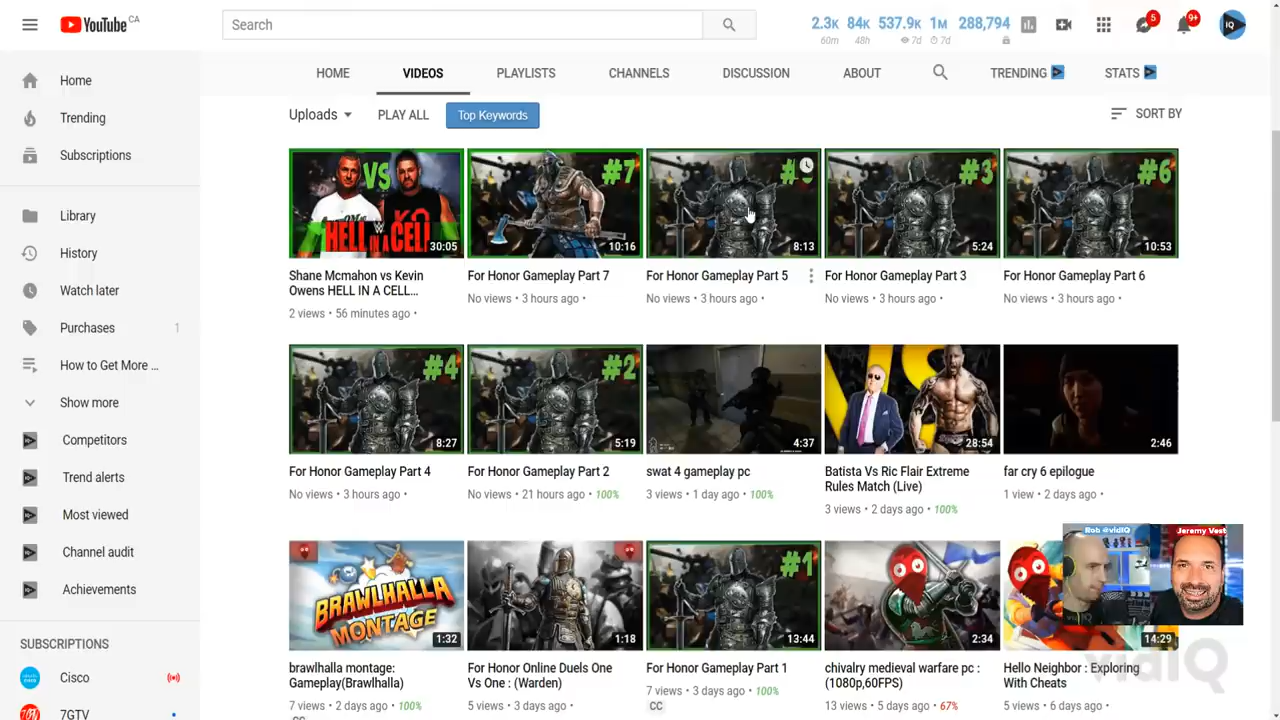 YouTube CA
Search
2.3K 84K 537.9K 1M 288,794
60m 48h 7d 7d
5
9+
IQ
HOME VIDEOS PLAYLISTS CHANNELS DISCUSSION ABOUT TRENDING STATS
Uploads PLAY ALL Top Keywords SORT BY
Home
Trending
Subscriptions
Library
History
Watch later
Purchases 1
How to Get More ...
Show more
Competitors
Trend alerts
Most viewed
Channel audit
Achievements
SUBSCRIPTIONS
Cisco
7GTV
VS
HELL IN A CELL
30:05
#7
10:16
8:13
#3
5:24
#6
10:53
Shane Mcmahon vs Kevin
Owens HELL IN A CELL...
2 views • 56 minutes ago •
For Honor Gameplay Part 7
No views • 3 hours ago •
For Honor Gameplay Part 5
No views • 3 hours ago •
For Honor Gameplay Part 3
No views • 3 hours ago •
For Honor Gameplay Part 6
No views • 3 hours ago •
#4
8:27
#2
5:19
4:37
28:54
2:46
For Honor Gameplay Part 4
No views • 3 hours ago •
For Honor Gameplay Part 2
No views • 21 hours ago • 100%
swat 4 gameplay pc
3 views • 1 day ago • 100%
Batista Vs Ric Flair Extreme
Rules Match (Live)
3 views • 2 days ago • 100%
far cry 6 epilogue
1 view • 2 days ago •
BRAWLHALLA
MONTAGE
1:32
1:18
#1
13:44
2:34
14:29
Rob @vidIQ
Jeremy Vest
brawlhalla montage:
Gameplay(Brawlhalla)
7 views • 2 days ago • 100%
CC
For Honor Online Duels One
Vs One : (Warden)
5 views • 3 days ago •
For Honor Gameplay Part 1
7 views • 3 days ago • 100%
CC
chivalry medieval warfare pc :
(1080p,60FPS)
13 views • 5 days ago • 67%
Hello Neighbor : Exploring
With Cheats
5 views • 6 days ago •
vidIQ